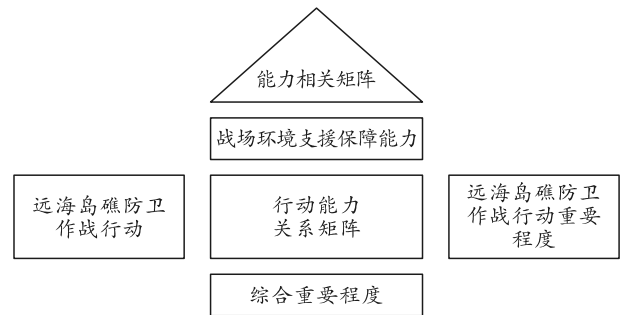 能力相关矩阵
战场环境支援保障能力
远海岛礁防卫
作战行动
行动能力
关系矩阵
远海岛礁防卫
作战行动重要
程度
综合重要程度